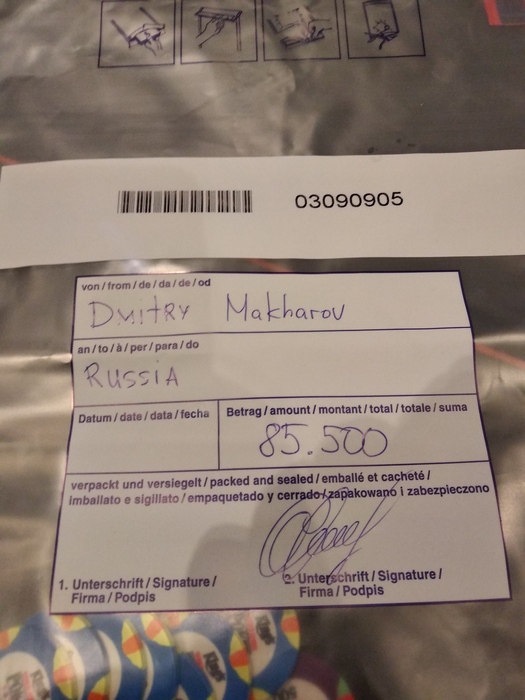 03090905
von / from / de / da / de / od
Dmitry Makharov
an / to / à / per / para / do
Russia
Datum / date / data / fecha
Betrag / amount / montant / total / totale / suma
85.500
verpackt und versiegelt / packed and sealed / emballé et cacheté /
imballato e sigillato / empaquetado y cerrado / zapakowano i zabezpieczono
1. Unterschrift / Signature /
Firma / Podpis
2. Unterschrift / Signature /
Firma / Podpis
King's
King's